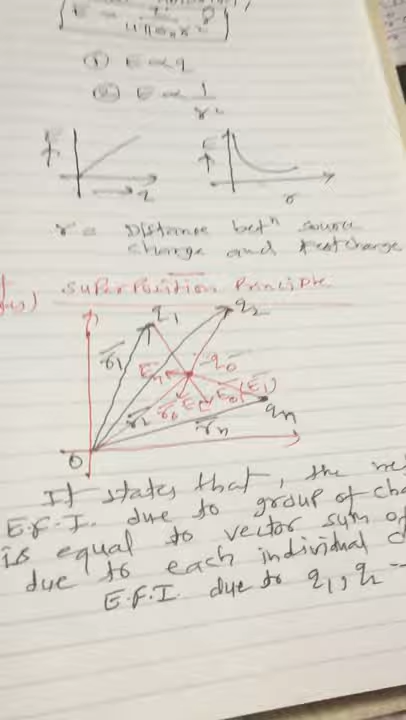 ① E ∝ q
② E ∝ 1/r²
E
q
E
r
r = Distance betⁿ source
charge and testcharge
SuperPosition Principle
q₁
q₂
r₁
q₀
r₂
r₀
qₙ
rₙ
O
It states that, the
E.F.I. due to group of
is equal to vector sum of
due to each individual
E.F.I. due to q₁, q₂